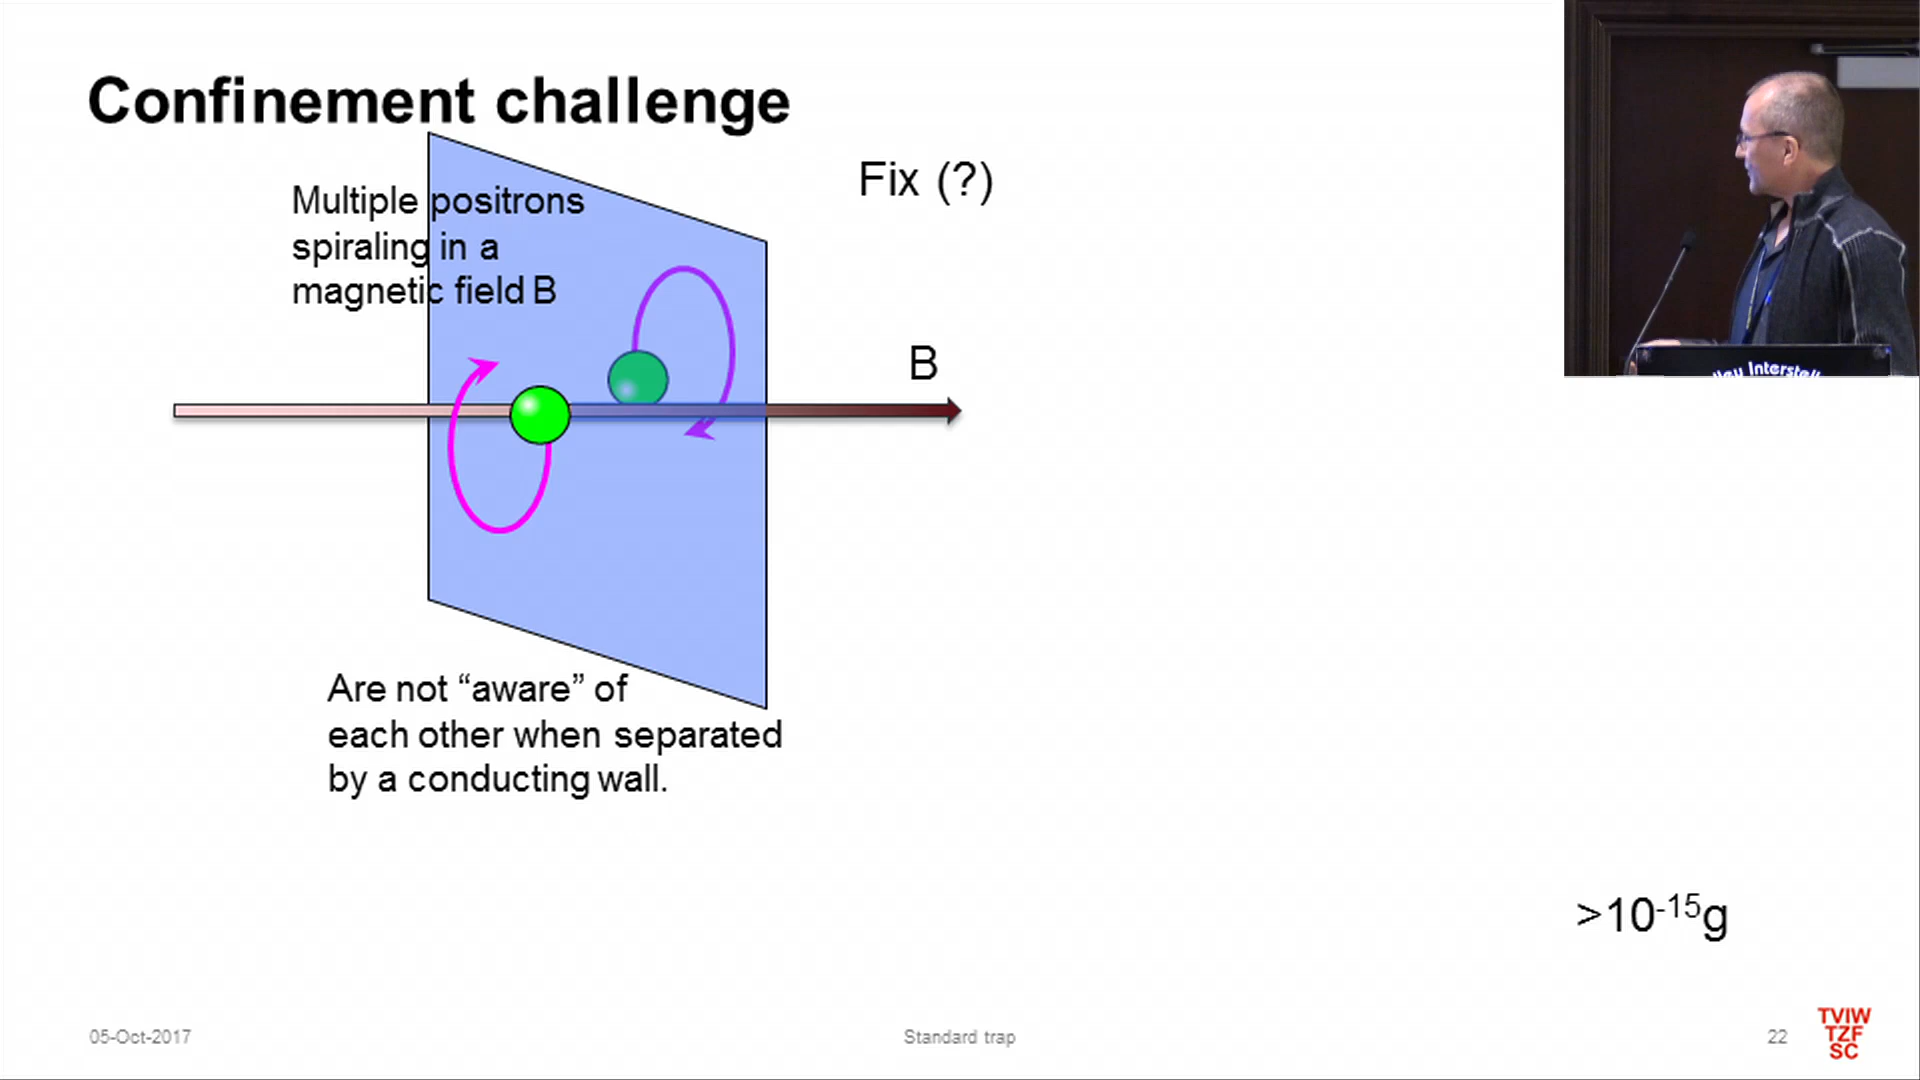 Confinement challenge
Multiple positrons
spiraling in a
magnetic field B
Fix (?)
B
Are not “aware” of
each other when separated
by a conducting wall.
>10-15g
05-Oct-2017
Standard trap
22
TVIW
TZF
SC